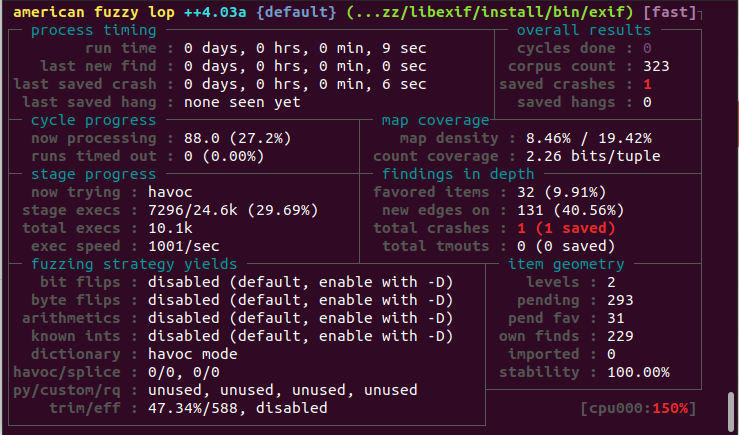 american fuzzy lop ++4.03a {default} (...zz/libexif/install/bin/exif) [fast]
process timing overall results
run time : 0 days, 0 hrs, 0 min, 9 sec cycles done : 0
last new find : 0 days, 0 hrs, 0 min, 0 sec corpus count : 323
last saved crash : 0 days, 0 hrs, 0 min, 6 sec saved crashes : 1
last saved hang : none seen yet saved hangs : 0
cycle progress map coverage
now processing : 88.0 (27.2%) map density : 8.46% / 19.42%
runs timed out : 0 (0.00%) count coverage : 2.26 bits/tuple
stage progress findings in depth
now trying : havoc favored items : 32 (9.91%)
stage execs : 7296/24.6k (29.69%) new edges on : 131 (40.56%)
total execs : 10.1k total crashes : 1 (1 saved)
exec speed : 1001/sec total tmouts : 0 (0 saved)
fuzzing strategy yields item geometry
bit flips : disabled (default, enable with -D) levels : 2
byte flips : disabled (default, enable with -D) pending : 293
arithmetics : disabled (default, enable with -D) pend fav : 31
known ints : disabled (default, enable with -D) own finds : 229
dictionary : havoc mode imported : 0
havoc/splice : 0/0, 0/0 stability : 100.00%
py/custom/rq : unused, unused, unused, unused
trim/eff : 47.34%/588, disabled [cpu000:150%]